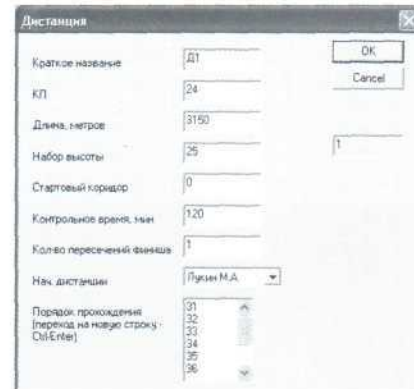 Дистанция
Краткое название
Д1
OK
Cancel
КП
24
Длина, метров
3150
Набор высоты
25
1
Стартовый коридор
0
Контрольное время, мин
120
Кол-во пересечений финиша
1
Нач. дистанции
Лукин М.А.
Порядок прохождения
(переход на новую строку -
Ctrl-Enter)
31
32
33
34
35
36